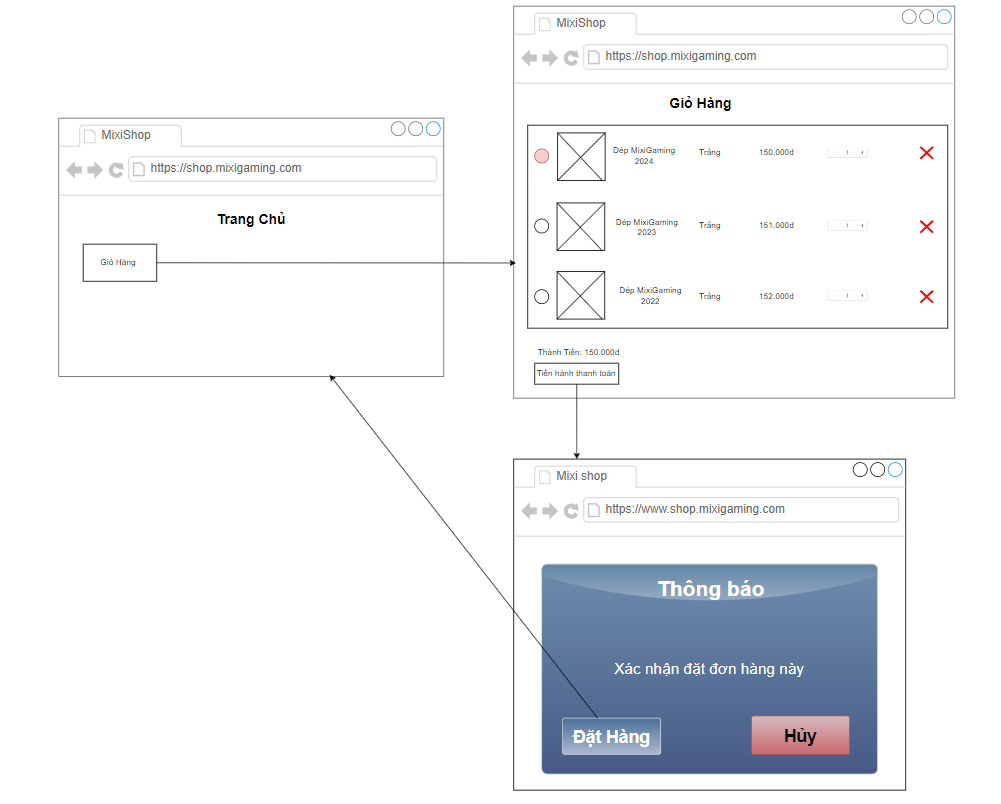 MixiShop
https://shop.mixigaming.com
Trang Chủ
Giỏ Hàng
MixiShop
https://shop.mixigaming.com
Giỏ Hàng
Dép MixiGaming
2024
Trắng
150.000đ
- 1 +
Dép MixiGaming
2023
Trắng
151.000đ
- 1 +
Dép MixiGaming
2022
Trắng
152.000đ
- 1 +
Thành Tiền: 150.000đ
Tiến hành thanh toán
Mixi shop
https://www.shop.mixigaming.com
Thông báo
Xác nhận đặt đơn hàng này
Đặt Hàng
Hủy